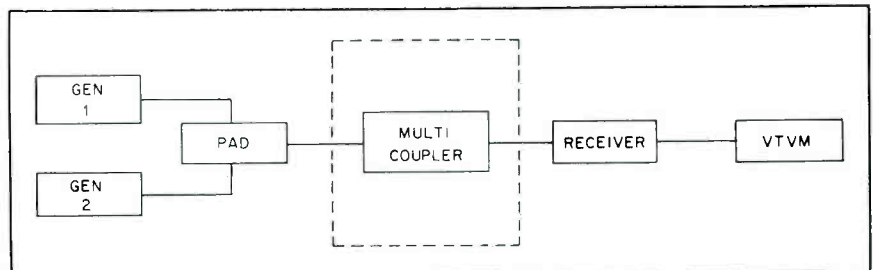 GEN
1
PAD
GEN
2
MULTI
COUPLER
RECEIVER
VTVM